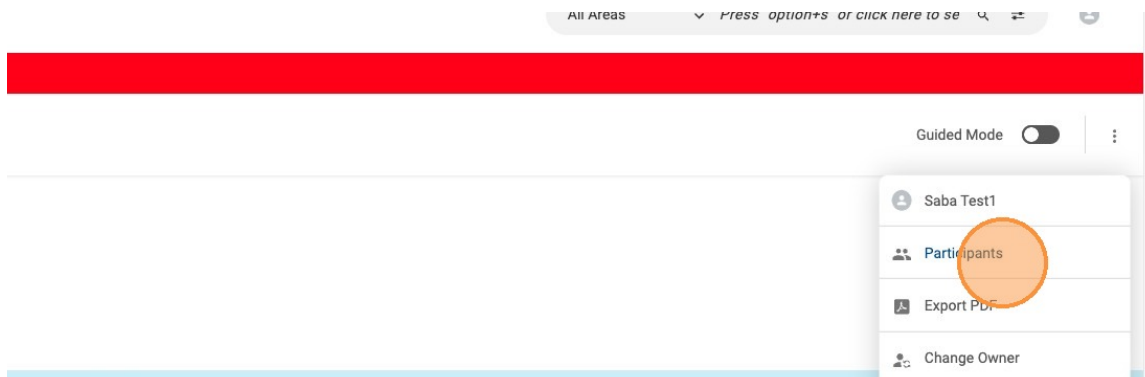 All Areas Press option+s or click here to se
Guided Mode
Saba Test1
Participants
Export PDF
Change Owner